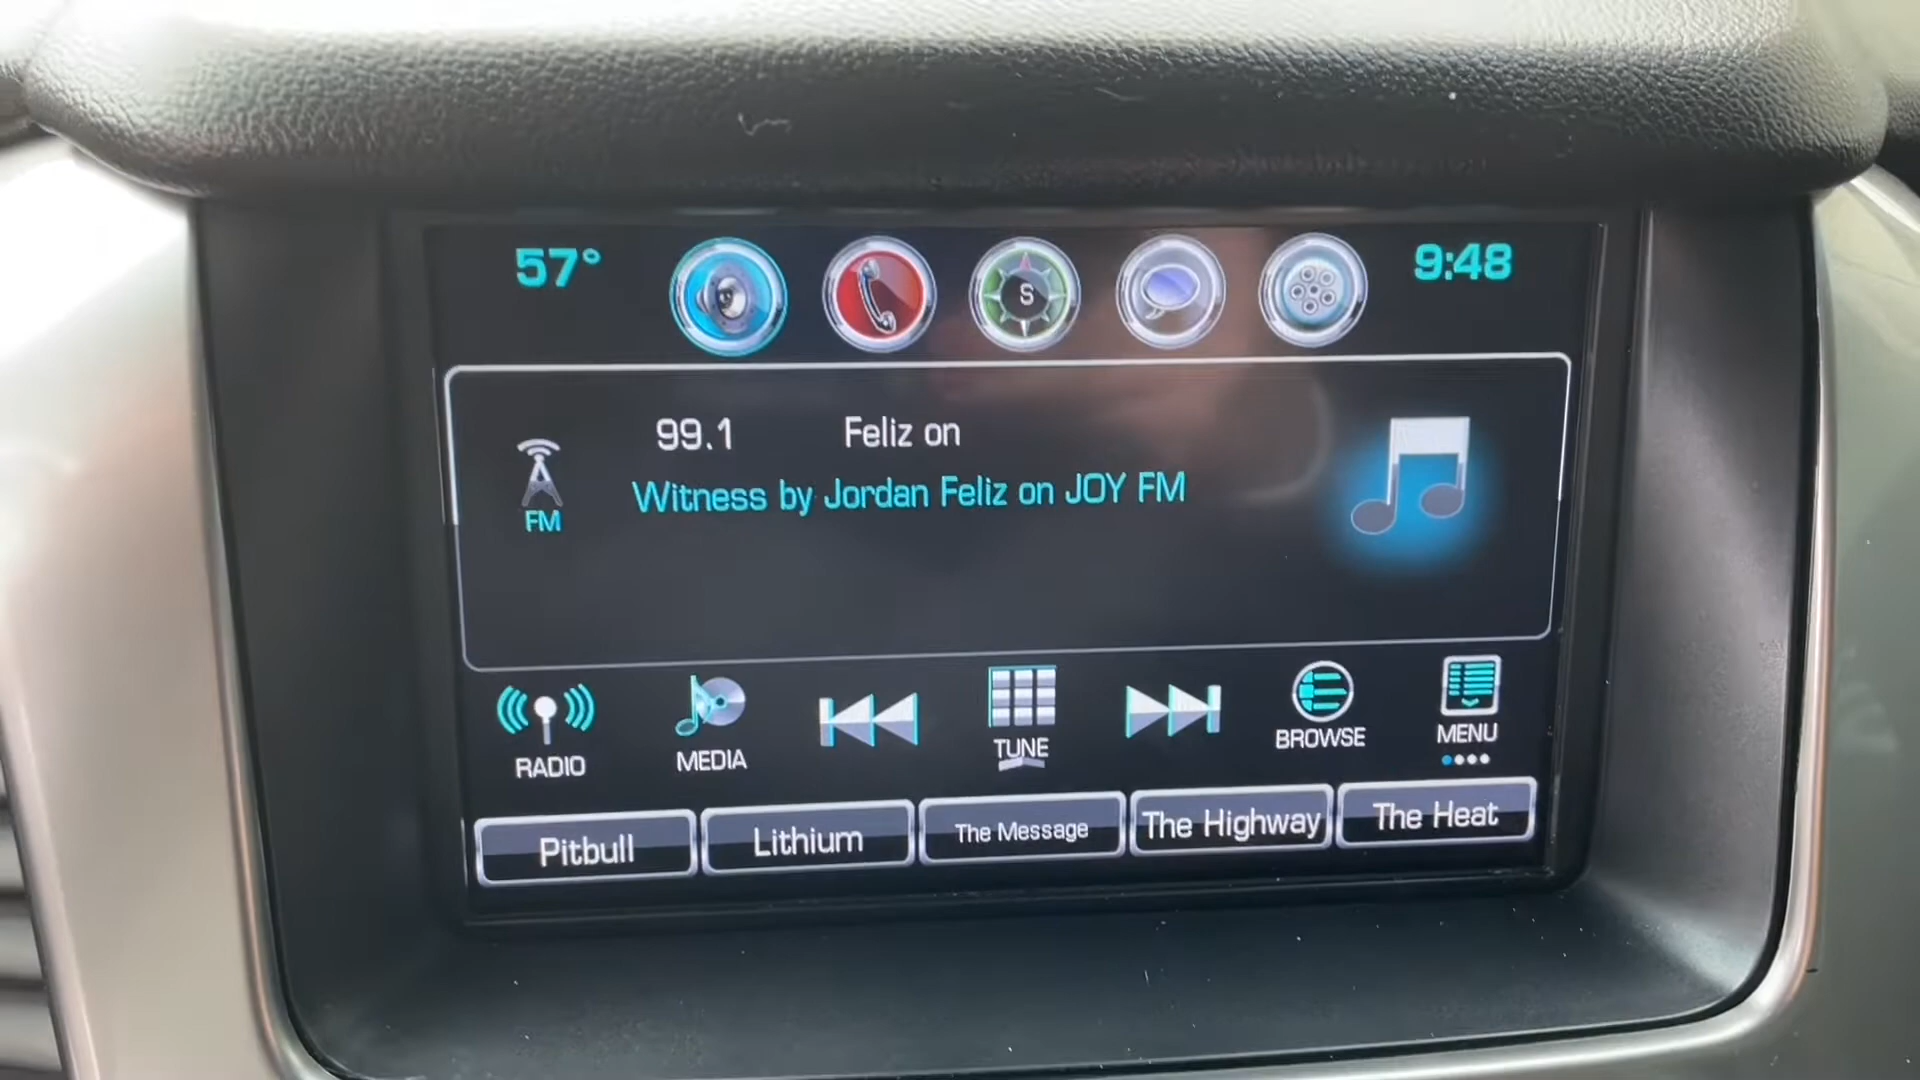 57°
S
9:48
99.1 Feliz on
Witness by Jordan Feliz on JOY FM
FM
RADIO
MEDIA
TUNE
BROWSE
MENU
Pitbull
Lithium
The Message
The Highway
The Heat